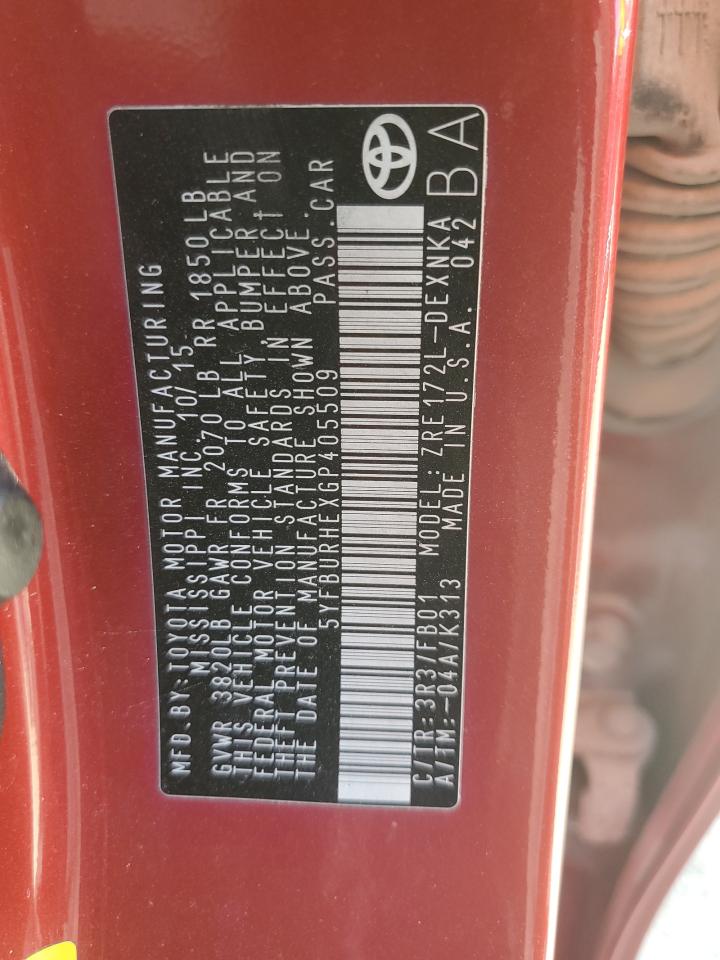 MFD.BY:TOYOTA MOTOR MANUFACTURING
MISSISSIPPI INC. 10/15
GVWR 3820LB GAWR FR 2070 LB RR 1850 LB
THIS VEHICLE CONFORMS TO ALL APPLICABLE
FEDERAL MOTOR VEHICLE SAFETY, BUMPER AND
THEFT PREVENTION STANDARDS IN EFFECT ON
THE DATE OF MANUFACTURE SHOWN ABOVE.
5YFBURHEXGP405509 PASS.CAR
C/TR:3R3/FB01 MODEL: ZRE172L-DEXNKA
A/TM:-04A/K313 MADE IN U.S.A. 042
BA